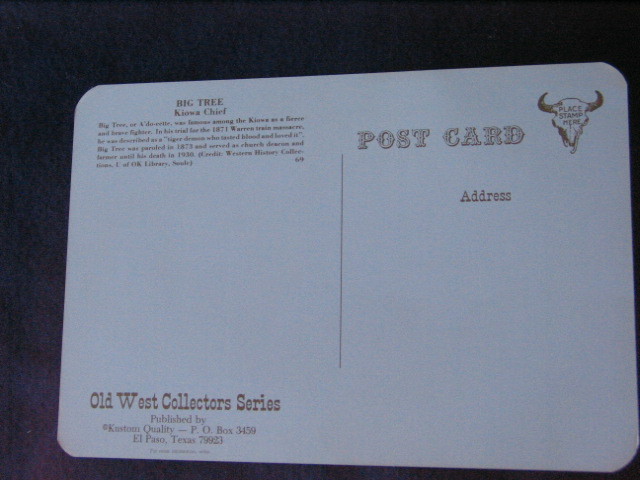 BIG TREE
Kiowa Chief
Big Tree, or A'do-eette, was famous among the Kiowa as a fierce
and brave fighter. In his trial for the 1871 Warren train massacre,
he was described as a "tiger demon who tasted blood and loved it".
Big Tree was paroled in 1873 and served as church deacon and
farmer until his death in 1930. (Credit: Western History Collec-
tions, U of OK Library, Soule)
69
POST CARD
PLACE
STAMP
HERE
Address
Old West Collectors Series
Published by
©Kustom Quality — P. O. Box 3459
El Paso, Texas 79923